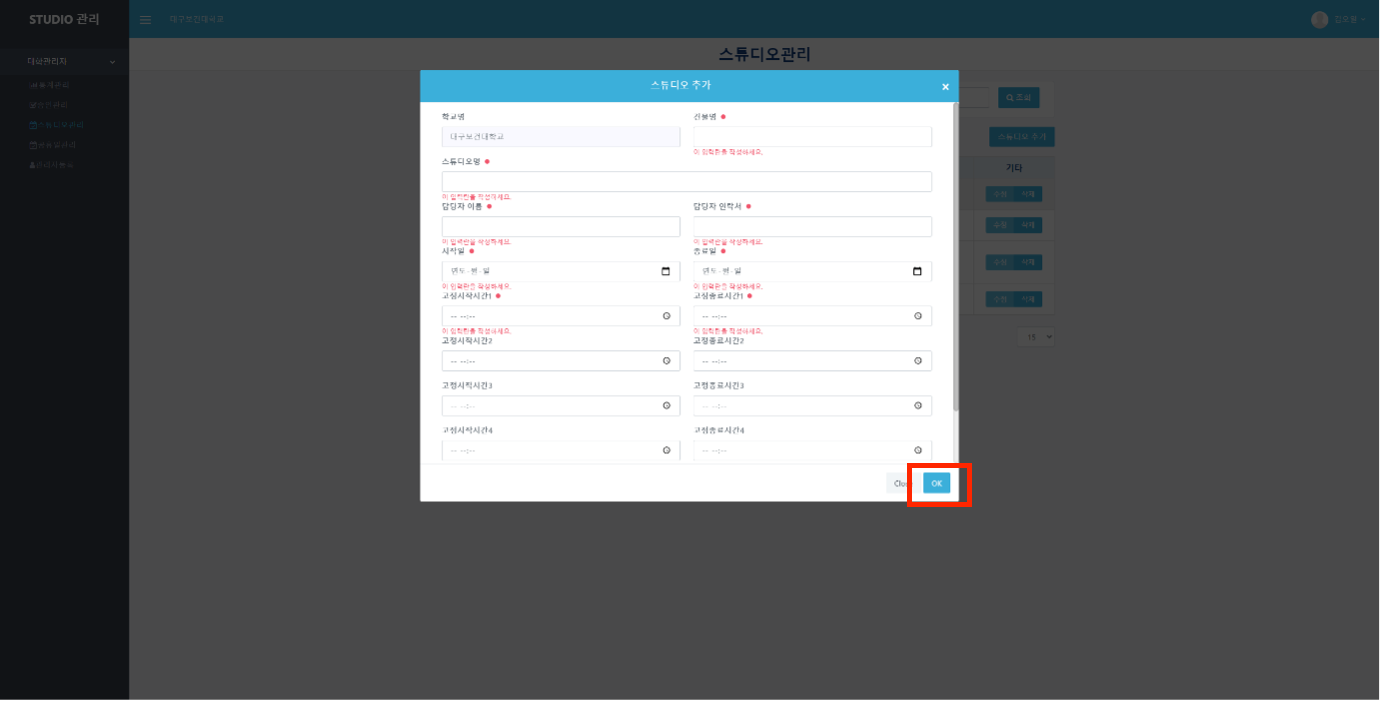 STUDIO 관리
대구보건대학교
대학관리자
스튜디오관리
스튜디오관리
조회
스튜디오 추가
기타
수정 삭제
수정 삭제
수정 삭제
수정 삭제
15
스튜디오 추가
×
학교명
건물명
대구보건대학교
이 입력란을 작성하세요.
스튜디오명
이 입력란을 작성하세요.
담당자 이름
담당자 연락처
이 입력란을 작성하세요.
이 입력란을 작성하세요.
시작일
종료일
연도-월-일
연도-월-일
이 입력란을 작성하세요.
이 입력란을 작성하세요.
고정시작시간1
고정종료시간1
-- --:--
-- --:--
이 입력란을 작성하세요.
이 입력란을 작성하세요.
고정시작시간2
고정종료시간2
-- --:--
-- --:--
고정시작시간3
고정종료시간3
-- --:--
-- --:--
고정시작시간4
고정종료시간4
-- --:--
-- --:--
OK